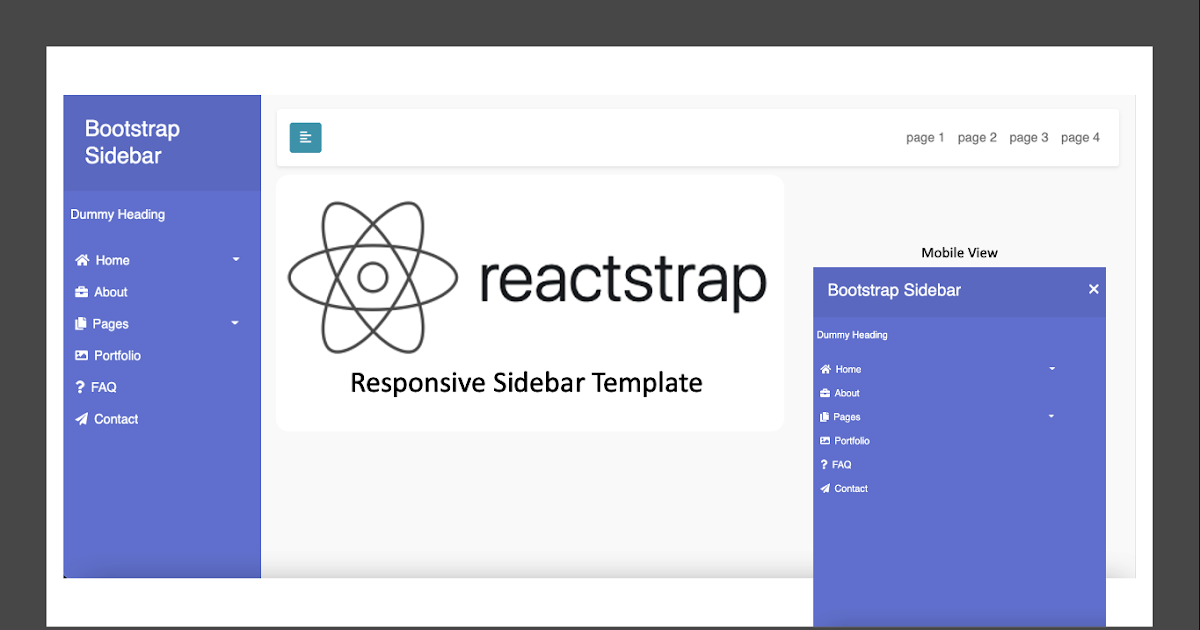 Bootstrap
Sidebar
Dummy Heading
Home
About
Pages
Portfolio
FAQ
Contact
page 1 page 2 page 3 page 4
reactstrap
Responsive Sidebar Template
Mobile View
Bootstrap Sidebar ×
Dummy Heading
Home
About
Pages
Portfolio
FAQ
Contact